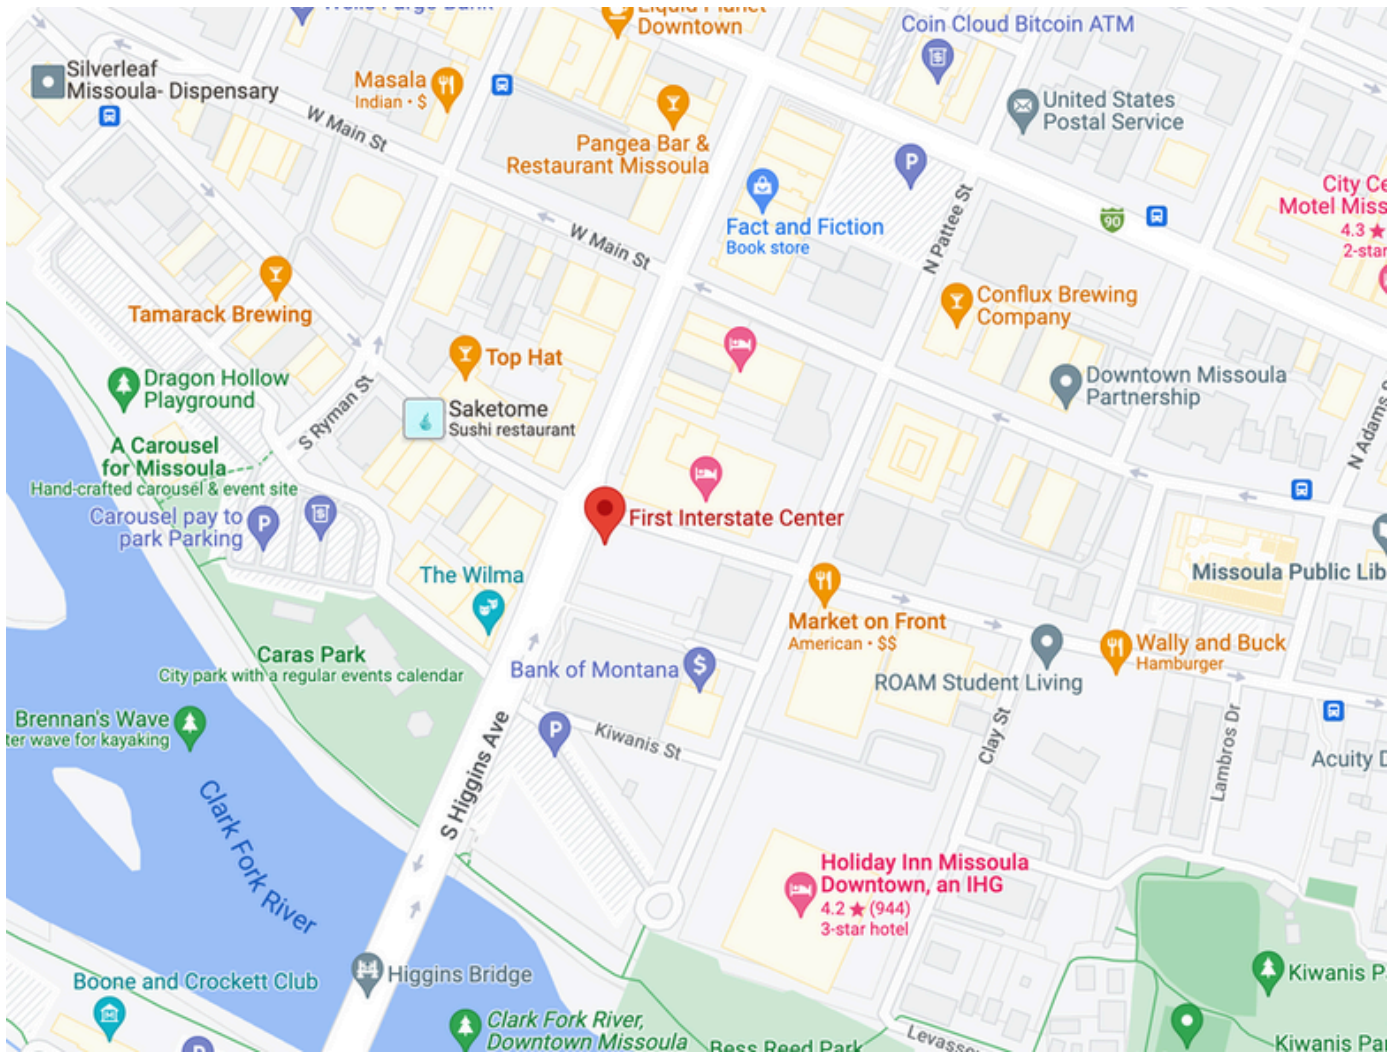 Wells Fargo Bank
Liquid Planet
Downtown
Coin Cloud Bitcoin ATM
Silverleaf
Missoula- Dispensary
Masala
Indian • $
W Main St
Pangea Bar &
Restaurant Missoula
United States
Postal Service
P
City Ce
Motel Miss
4.3 ★
2-star
90
N Pattee St
Fact and Fiction
Book store
W Main St
Tamarack Brewing
Conflux Brewing
Company
Top Hat
Dragon Hollow
Playground
S Ryman St
Saketome
Sushi restaurant
Downtown Missoula
Partnership
N Adams S
A Carousel
for Missoula
Hand-crafted carousel & event site
Carousel pay to
park Parking
P
First Interstate Center
The Wilma
Missoula Public Lib
Market on Front
American • $$
Wally and Buck
Hamburger
Caras Park
City park with a regular events calendar
Bank of Montana
$
ROAM Student Living
Brennan's Wave
ter wave for kayaking
P
Kiwanis St
S Higgins Ave
Clay St
Lambros Dr
Acuity D
Clark Fork River
Holiday Inn Missoula
Downtown, an IHG
4.2 ★ (944)
3-star hotel
Higgins Bridge
Boone and Crockett Club
Kiwanis P
Clark Fork River,
Downtown Missoula
Bess Reed Park
Levasse
Kiwanis Par
P